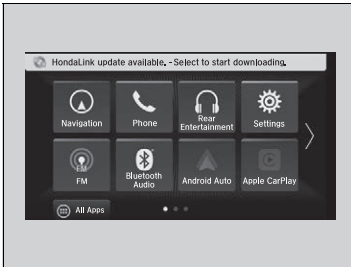 HondaLink update available. - Select to start downloading.
Navigation
Phone
Rear
Entertainment
Settings
FM
FM
Bluetooth
Audio
Android Auto
Apple CarPlay
All Apps